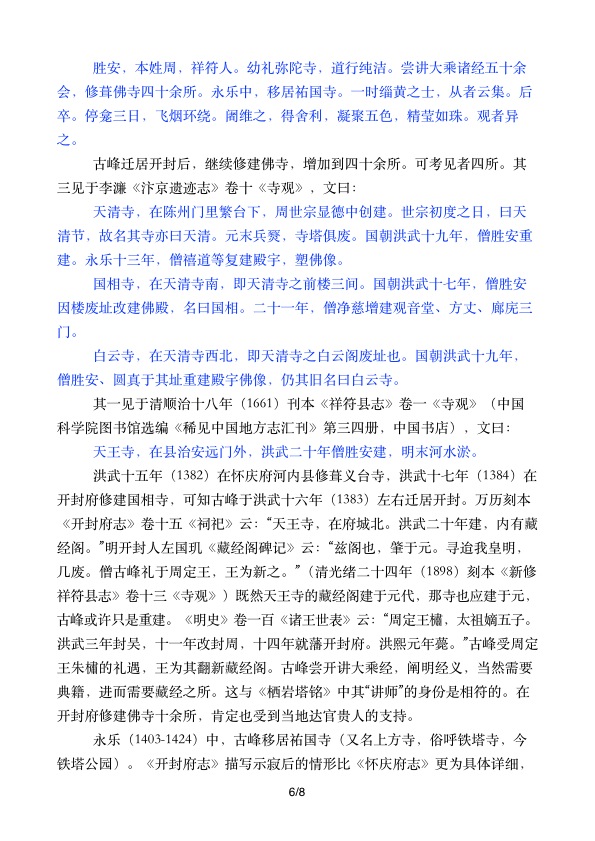 胜安，本姓周，祥符人。幼礼弥陀寺，道行纯洁。尝讲大乘诸经五十余
会，修葺佛寺四十余所。永乐中，移居祐国寺。一时缁黄之士，从者云集。后
卒。停龛三日，飞烟环绕。阇维之，得舍利，凝聚五色，精莹如珠。观者异
之。
古峰迁居开封后，继续修建佛寺，增加到四十余所。可考见者四所。其
三见于李濂《汴京遗迹志》卷十《寺观》，文曰：
天清寺，在陈州门里繁台下，周世宗显德中创建。世宗初度之日，曰天
清节，故名其寺亦曰天清。元末兵燹，寺塔俱废。国朝洪武十九年，僧胜安重
建。永乐十三年，僧禧道等复建殿宇，塑佛像。
国相寺，在天清寺南，即天清寺之前楼三间。国朝洪武十七年，僧胜安
因楼废址改建佛殿，名曰国相。二十一年，僧净慈增建观音堂、方丈、廊庑三
门。
白云寺，在天清寺西北，即天清寺之白云阁废址也。国朝洪武十九年，
僧胜安、圆真于其址重建殿宇佛像，仍其旧名曰白云寺。
其一见于清顺治十八年（1661）刊本《祥符县志》卷一《寺观》（中国
科学院图书馆选编《稀见中国地方志汇刊》第三四册，中国书店），文曰：
天王寺，在县治安远门外，洪武二十年僧胜安建，明末河水淤。
洪武十五年（1382）在怀庆府河内县修葺义台寺，洪武十七年（1384）在
开封府修建国相寺，可知古峰于洪武十六年（1383）左右迁居开封。万历刻本
《开封府志》卷十五《祠祀》云：“天王寺，在府城北。洪武二十年建，内有藏
经阁。”明开封人左国玑《藏经阁碑记》云：“兹阁也，肇于元。寻迨我皇明，
几废。僧古峰礼于周定王，王为新之。”（清光绪二十四年（1898）刻本《新修
祥符县志》卷十三《寺观》）既然天王寺的藏经阁建于元代，那寺也应建于元，
古峰或许只是重建。《明史》卷一百《诸王世表》云：“周定王橚，太祖嫡五子。
洪武三年封吴，十一年改封周，十四年就藩开封府。洪熙元年薨。”古峰受周定
王朱橚的礼遇，王为其翻新藏经阁。古峰尝开讲大乘经，阐明经义，当然需要
典籍，进而需要藏经之所。这与《栖岩塔铭》中其“讲师”的身份是相符的。在
开封府修建佛寺十余所，肯定也受到当地达官贵人的支持。
永乐（1403-1424）中，古峰移居祐国寺（又名上方寺，俗呼铁塔寺，今
铁塔公园）。《开封府志》描写示寂后的情形比《怀庆府志》更为具体详细，
6/8